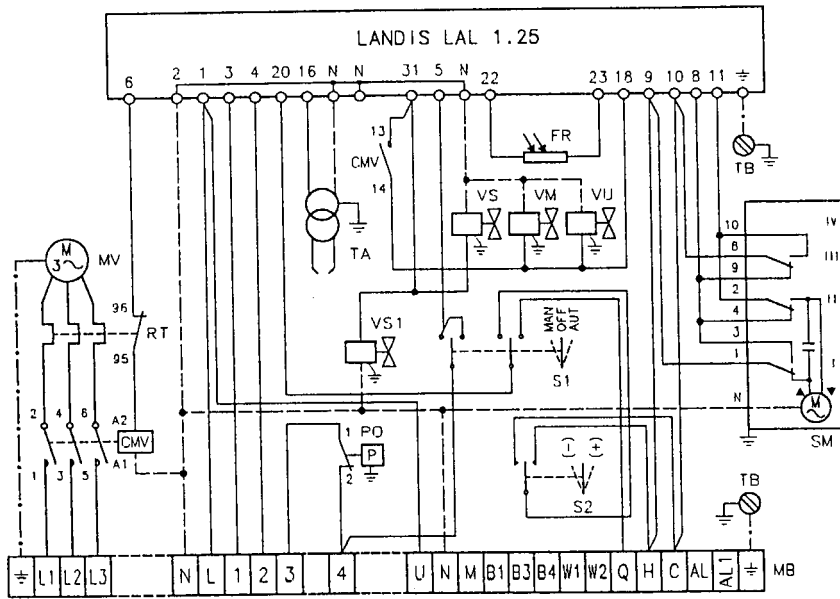 LANDIS LAL 1.25
6 2 1 3 4 20 16 N N 31 5 N 22 23 18 9 10 8 11
13
CMV
14
FR
TB
VS VM VU
TA
10 IV
8 III
9
2 II
4
3
1 I
N
M
SM
M
3
MV
96
RT
95
VS1
MAN
OFF
AUT
S1
2 4 6 A2
CMV
1 3 5 A1
1 PO
P
2
(-) (+)
S2
TB
L1 L2 L3 N L 1 2 3 4 U N M B1 B3 B4 W1 W2 Q H C AL AL1 MB